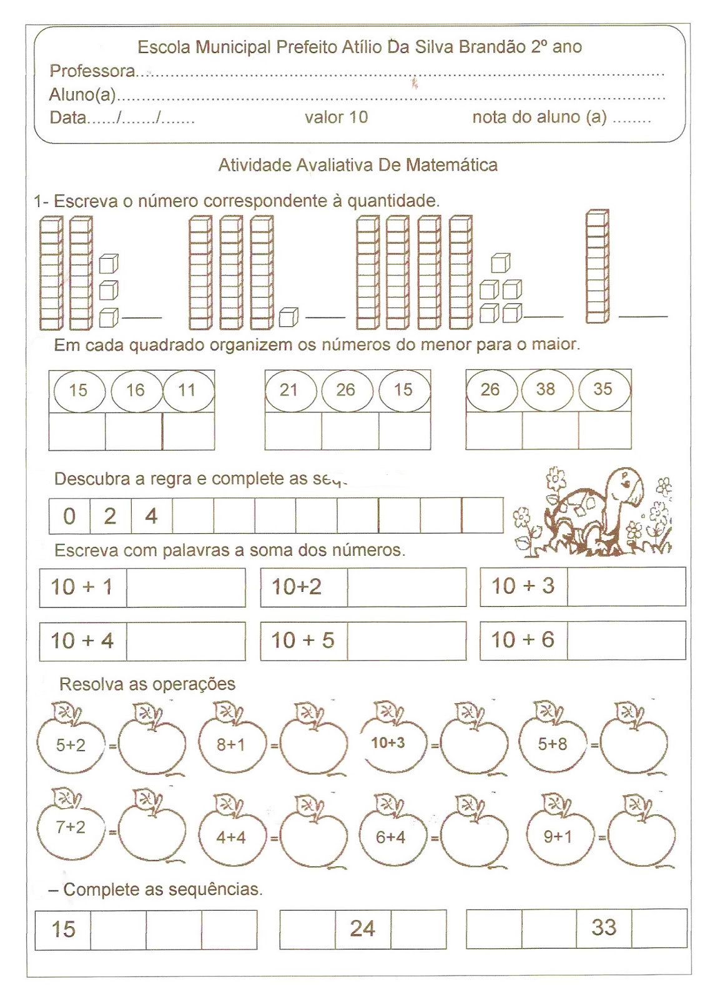 Escola Municipal Prefeito Atílio Da Silva Brandão 2º ano
Professora............................................................
Aluno(a)............................................................
Data....../......./....... valor 10 nota do aluno (a) ........
Atividade Avaliativa De Matemática
1- Escreva o número correspondente à quantidade.
Em cada quadrado organizem os números do menor para o maior.
15 16 11 21 26 15 26 38 35
Descubra a regra e complete as
0 2 4
Escreva com palavras a soma dos números.
10 + 1 10+2 10 + 3
10 + 4 10 + 5 10 + 6
Resolva as operações
5+2 = 8+1 = 10+3 = 5+8 =
7+2 = 4+4 = 6+4 = 9+1 =
– Complete as sequências.
15 24 33